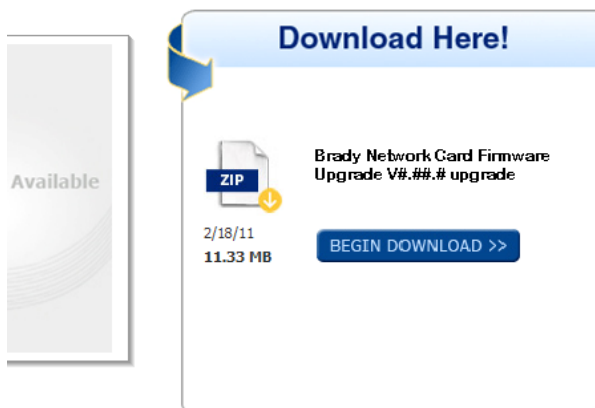 Download Here!
Available
ZIP
Brady Network Card Firmware
Upgrade V#.##.# upgrade
2/18/11
11.33 MB
BEGIN DOWNLOAD >>